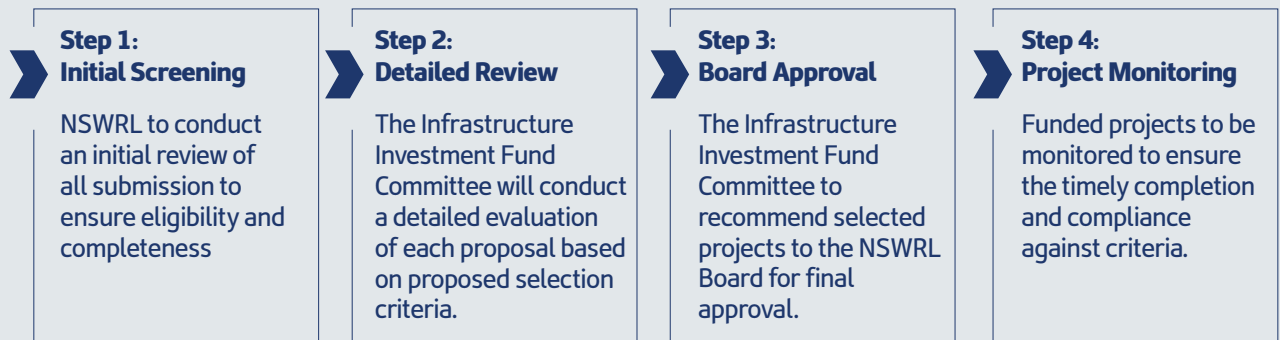 Step 1:
Initial Screening
NSWRL to conduct
an initial review of
all submission to
ensure eligibility and
completeness
Step 2:
Detailed Review
The Infrastructure
Investment Fund
Committee will conduct
a detailed evaluation
of each proposal based
on proposed selection
criteria.
Step 3:
Board Approval
The Infrastructure
Investment Fund
Committee to
recommend selected
projects to the NSWRL
Board for final
approval.
Step 4:
Project Monitoring
Funded projects to be
monitored to ensure
the timely completion
and compliance
against criteria.